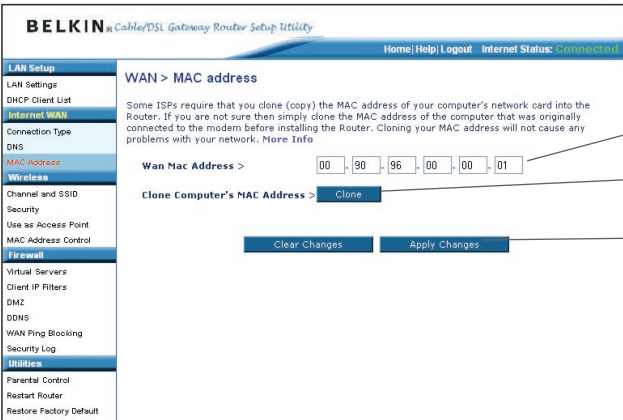 BELKIN® Cable/DSL Gateway Router Setup Utility
Home|Help|Logout Internet Status: Connected
LAN Setup
LAN Settings
DHCP Client List
Internet WAN
Connection Type
DNS
MAC Address
Wireless
Channel and SSID
Security
Use as Access Point
MAC Address Control
Firewall
Virtual Servers
Client IP Filters
DMZ
DDNS
WAN Ping Blocking
Security Log
Utilities
Parental Control
Restart Router
Restore Factory Default
WAN > MAC address
Some ISPs require that you clone (copy) the MAC address of your computer's network card into the
Router. If you are not sure then simply clone the MAC address of the computer that was originally
connected to the modem before installing the Router. Cloning your MAC address will not cause any
problems with your network. More Info
Wan Mac Address > 00 . 90 . 96 . 00 . 00 . 01
Clone Computer's MAC Address > Clone
Clear Changes Apply Changes